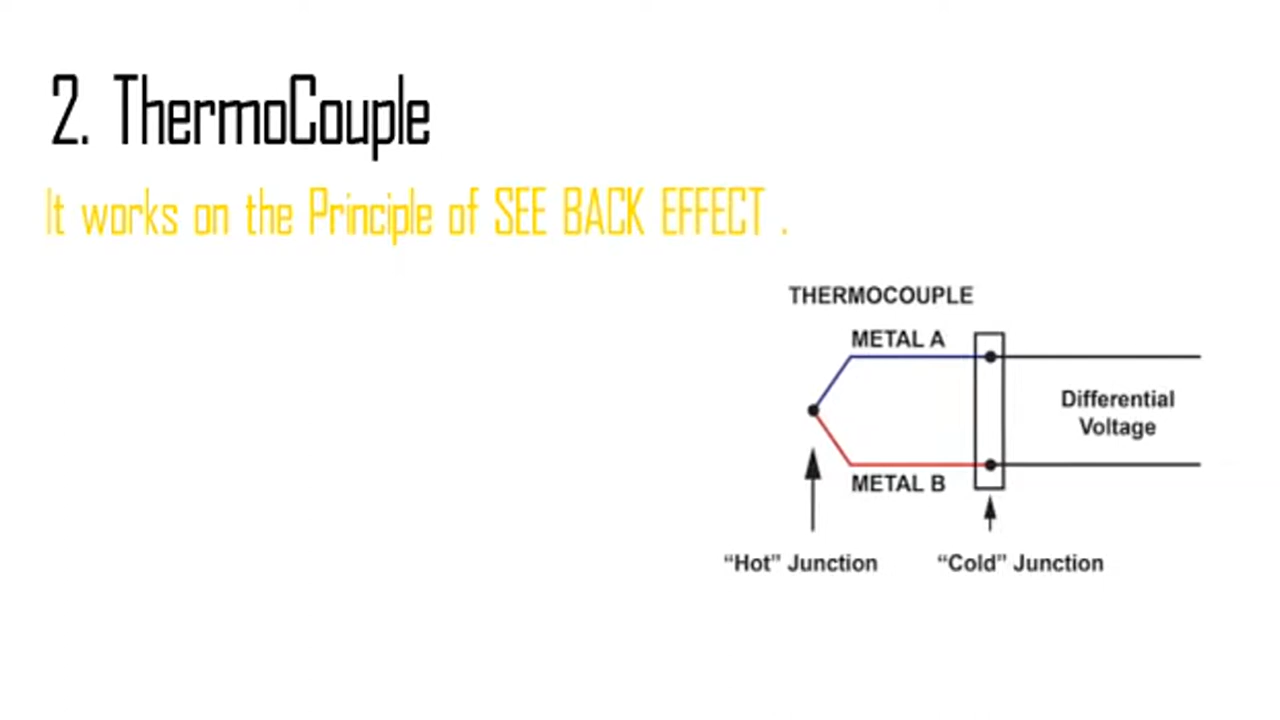 2. ThermoCouple
It works on the Principle of SEE BACK EFFECT .
THERMOCOUPLE
METAL A
Differential
Voltage
METAL B
“Hot” Junction
“Cold” Junction